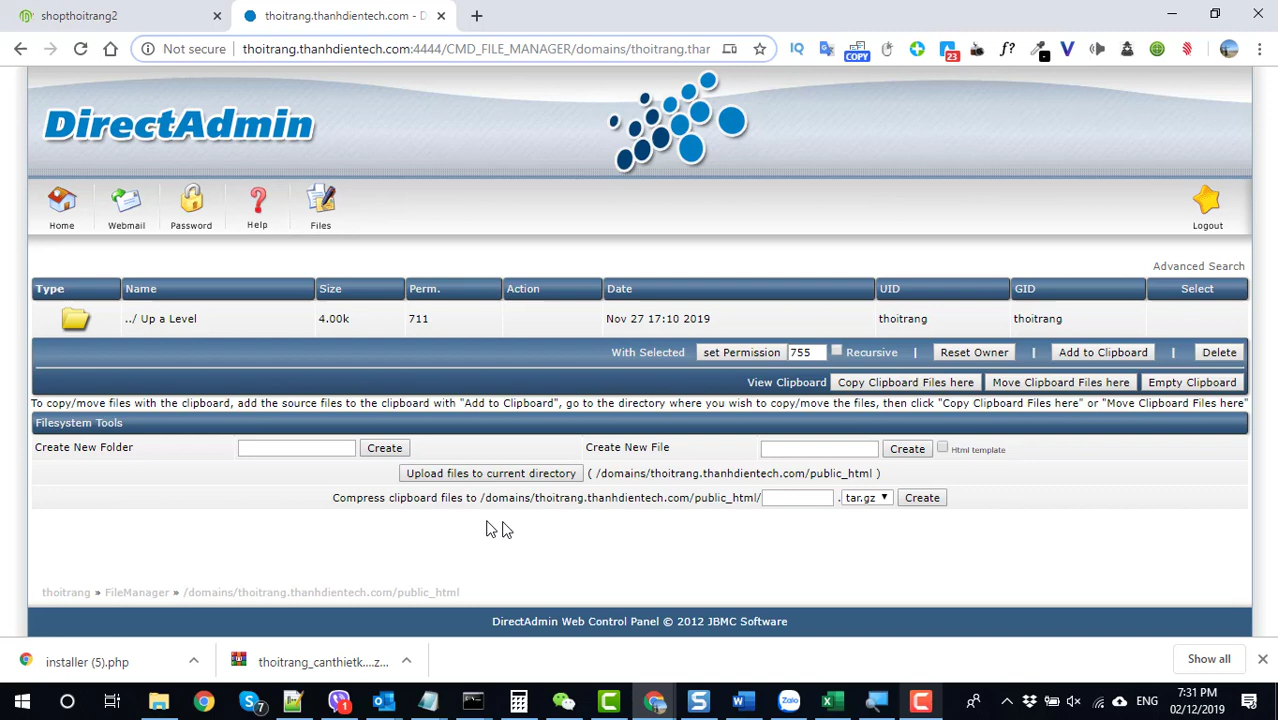 shopthoitrang2
thoitrang.thanhdientech.com - D
Not secure
thoitrang.thanhdientech.com:4444/CMD_FILE_MANAGER/domains/thoitrang.thar
IQ
COPY
23
f?
DirectAdmin
Home
Webmail
Password
Help
Files
Logout
Advanced Search
Type Name Size Perm. Action Date UID GID Select
../ Up a Level 4.00k 711 Nov 27 17:10 2019 thoitrang thoitrang
With Selected set Permission 755 Recursive | Reset Owner | Add to Clipboard | Delete
View Clipboard Copy Clipboard Files here Move Clipboard Files here Empty Clipboard
To copy/move files with the clipboard, add the source files to the clipboard with "Add to Clipboard", go to the directory where you wish to copy/move the files, then click "Copy Clipboard Files here" or "Move Clipboard Files here"
Filesystem Tools
Create New Folder Create Create New File Create Html template
Upload files to current directory ( /domains/thoitrang.thanhdientech.com/public_html )
Compress clipboard files to /domains/thoitrang.thanhdientech.com/public_html/ . tar.gz Create
thoitrang » FileManager » /domains/thoitrang.thanhdientech.com/public_html
DirectAdmin Web Control Panel © 2012 JBMC Software
installer (5).php
thoitrang_canthietk....z...
Show all
7
1
ENG
7:31 PM
02/12/2019